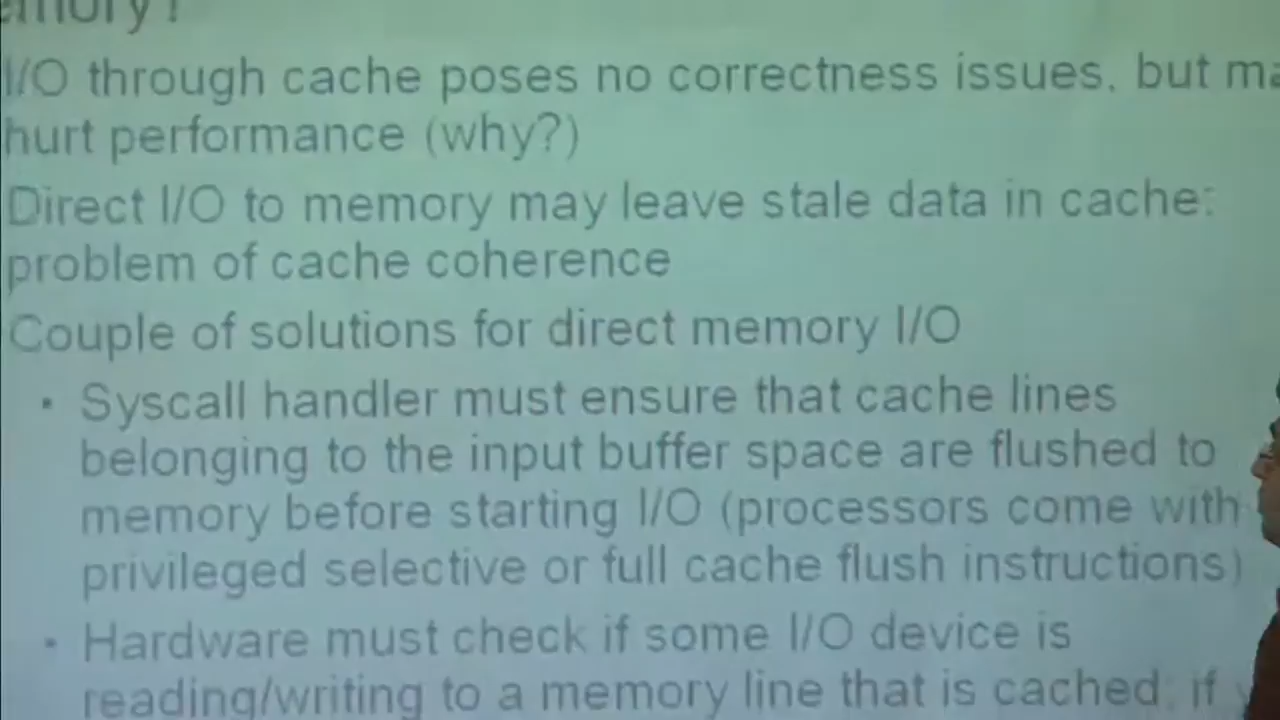 emory?
I/O through cache poses no correctness issues, but ma
hurt performance (why?)
Direct I/O to memory may leave stale data in cache:
problem of cache coherence
Couple of solutions for direct memory I/O
• Syscall handler must ensure that cache lines
belonging to the input buffer space are flushed to
memory before starting I/O (processors come with
privileged selective or full cache flush instructions)
• Hardware must check if some I/O device is
reading/writing to a memory line that is cached; if